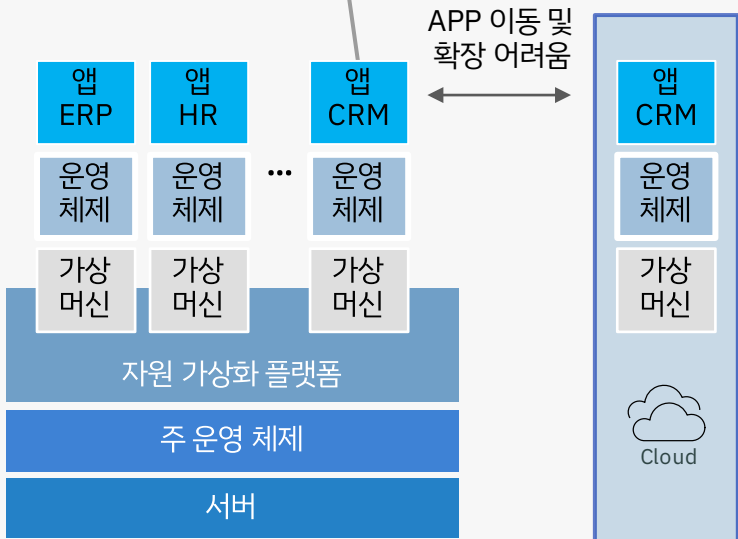 APP 이동 및
확장 어려움
앱
ERP
앱
HR
앱
CRM
앱
CRM
운영
체제
운영
체제
...
운영
체제
운영
체제
가상
머신
가상
머신
가상
머신
가상
머신
자원 가상화 플랫폼
주 운영 체제
서버
Cloud